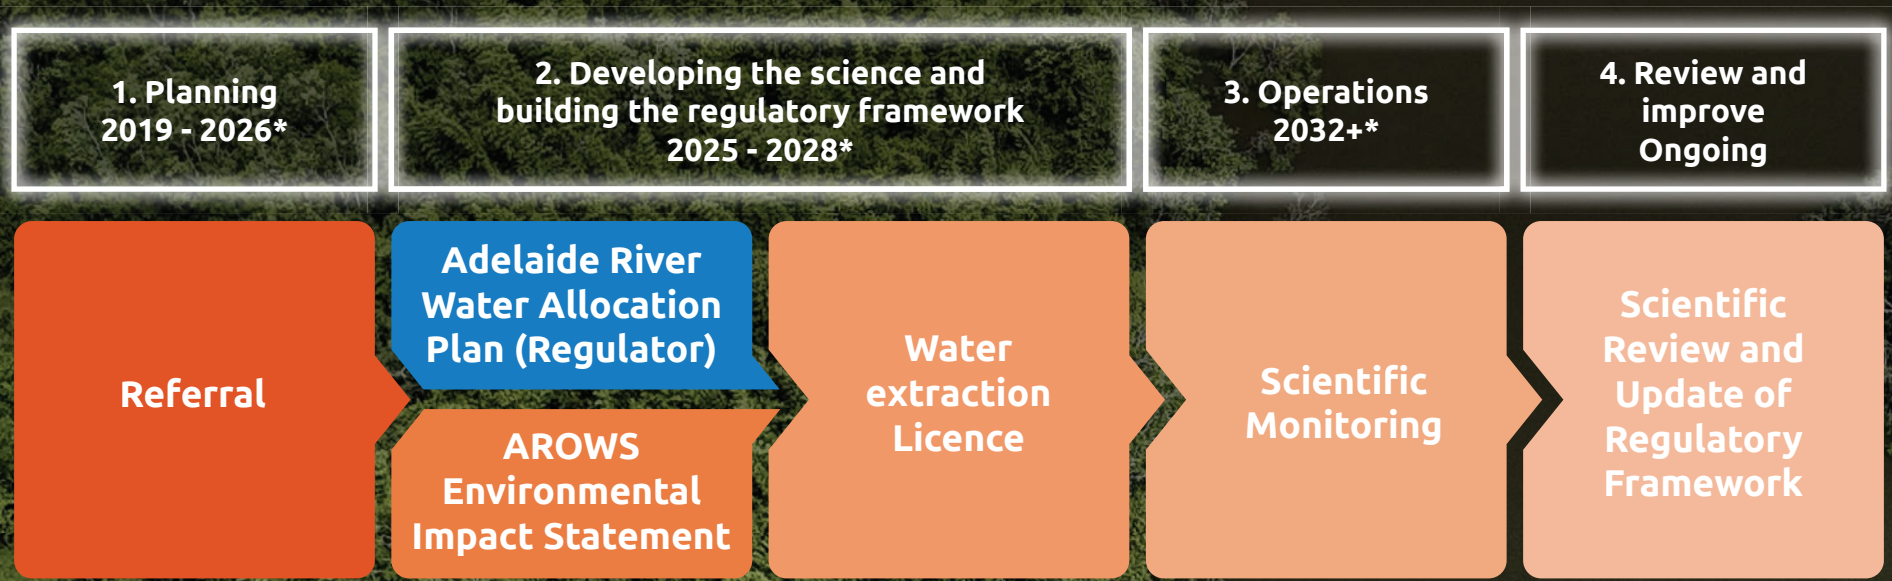 1. Planning
2019 - 2026*
2. Developing the science and
building the regulatory framework
2025 - 2028*
3. Operations
2032+*
4. Review and
improve
Ongoing
Referral
Adelaide River
Water Allocation
Plan (Regulator)
AROWS
Environmental
Impact Statement
Water
extraction
Licence
Scientific
Monitoring
Scientific
Review and
Update of
Regulatory
Framework